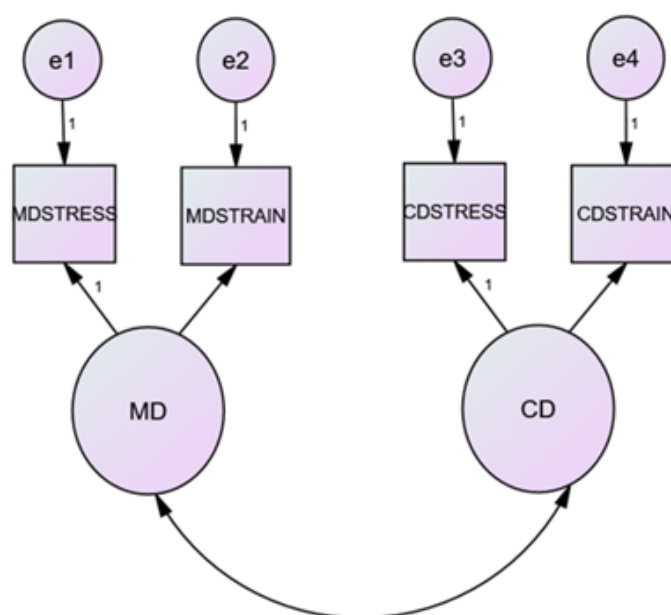 e1 e2 e3 e4
1 1 1 1
MDSTRESS MDSTRAIN CDSTRESS CDSTRAIN
1 1
MD CD